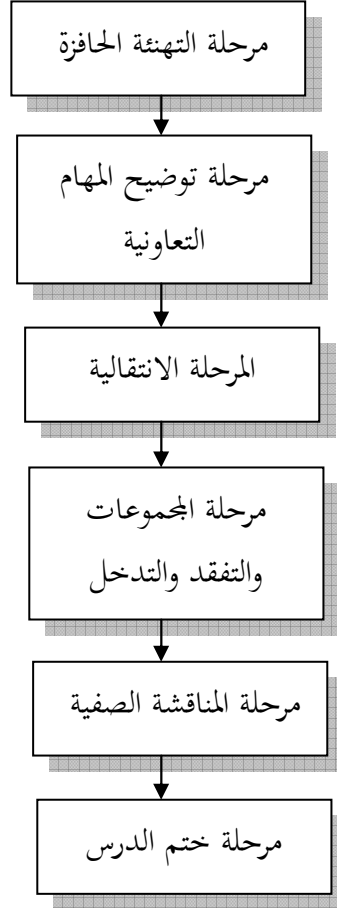 مرحلة التهنئة الحافزة
مرحلة توضيح المهام
التعاونية
المرحلة الانتقالية
مرحلة المجموعات
والتفقد والتدخل
مرحلة المناقشة الصفية
مرحلة ختم الدرس